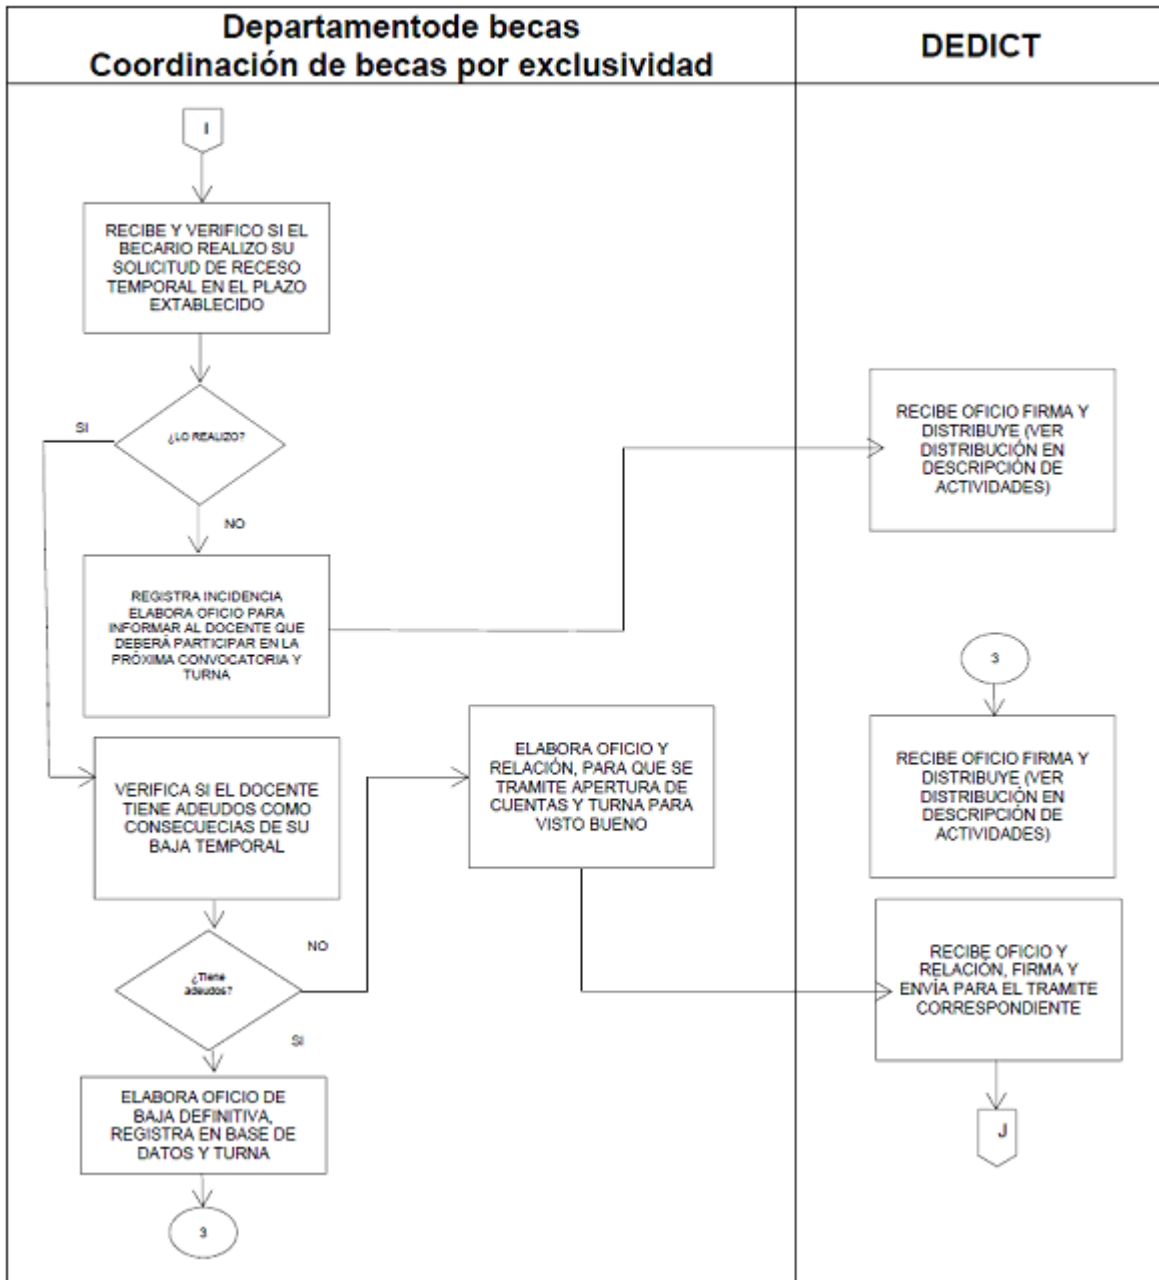 Departamentode becas
Coordinación de becas por exclusividad
DEDICT
I
RECIBE Y VERIFICO SI EL
BECARIO REALIZO SU
SOLICITUD DE RECESO
TEMPORAL EN EL PLAZO
EXTABLECIDO
¿LO REALIZO?
SI
NO
REGISTRA INCIDENCIA
ELABORA OFICIO PARA
INFORMAR AL DOCENTE QUE
DEBERÁ PARTICIPAR EN LA
PRÓXIMA CONVOCATORIA Y
TURNA
RECIBE OFICIO FIRMA Y
DISTRIBUYE (VER
DISTRIBUCIÓN EN
DESCRIPCIÓN DE
ACTIVIDADES)
VERIFICA SI EL DOCENTE
TIENE ADEUDOS COMO
CONSECUECIAS DE SU
BAJA TEMPORAL
ELABORA OFICIO Y
RELACIÓN, PARA QUE SE
TRAMITE APERTURA DE
CUENTAS Y TURNA PARA
VISTO BUENO
3
RECIBE OFICIO FIRMA Y
DISTRIBUYE (VER
DISTRIBUCIÓN EN
DESCRIPCIÓN DE
ACTIVIDADES)
¿Tiene
adeudos?
NO
SI
RECIBE OFICIO Y
RELACIÓN, FIRMA Y
ENVÍA PARA EL TRAMITE
CORRESPONDIENTE
ELABORA OFICIO DE
BAJA DEFINITIVA,
REGISTRA EN BASE DE
DATOS Y TURNA
3
J